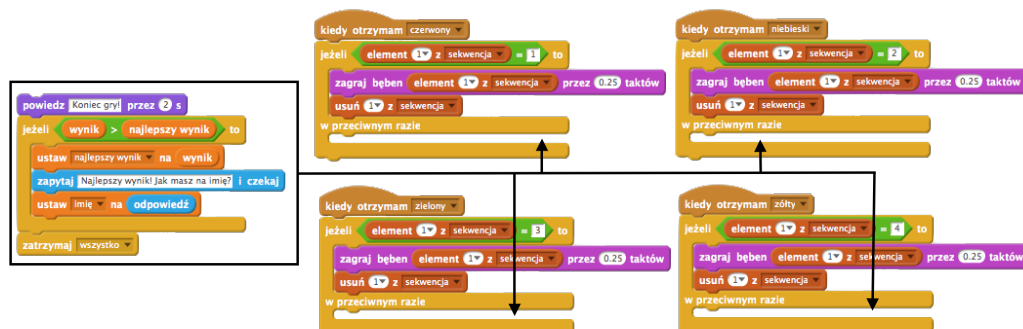 powiedz Koniec gry! przez 2 s
jeżeli wynik > najlepszy wynik to
ustaw najlepszy wynik na wynik
zapytaj Najlepszy wynik! Jak masz na imię? i czekaj
ustaw Imię na odpowiedź
zatrzymaj wszystko
kiedy otrzymam czerwony
jeżeli element 1 z sekwencja = 1 to
zagraj bęben element 1 z sekwencja przez 0.25 taktów
usuń 1 z sekwencja
w przeciwnym razie
kiedy otrzymam niebieski
jeżeli element 1 z sekwencja = 2 to
zagraj bęben element 1 z sekwencja przez 0.25 taktów
usuń 1 z sekwencja
w przeciwnym razie
kiedy otrzymam zielony
jeżeli element 1 z sekwencja = 3 to
zagraj bęben element 1 z sekwencja przez 0.25 taktów
usuń 1 z sekwencja
w przeciwnym razie
kiedy otrzymam żółty
jeżeli element 1 z sekwencja = 4 to
zagraj bęben element 1 z sekwencja przez 0.25 taktów
usuń 1 z sekwencja
w przeciwnym razie